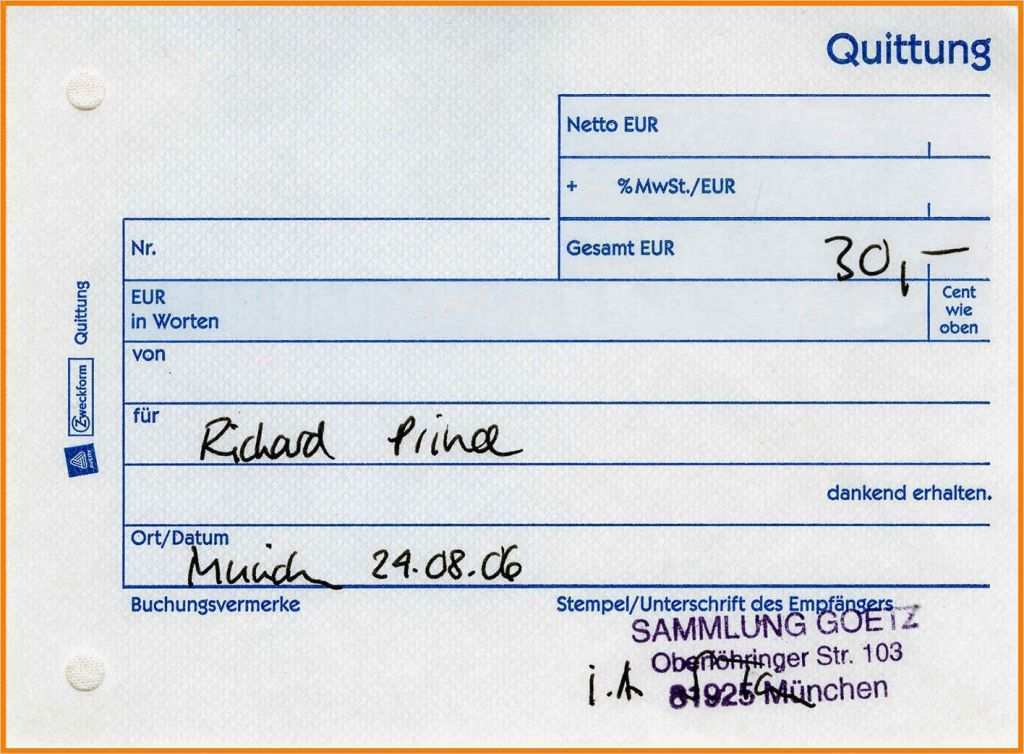 Quittung
Netto EUR
+ %MwSt./EUR
Nr.
Gesamt EUR 30,—
EUR
in Worten
Cent
wie
oben
von
für Richard Prince
dankend erhalten.
Ort/Datum
Munich 24.08.06
Buchungsvermerke
Stempel/Unterschrift des Empfängers
SAMMLUNG GOETZ
Oberföhringer Str. 103
i.A
81925 München
Quittung
Zweckform
AVERY